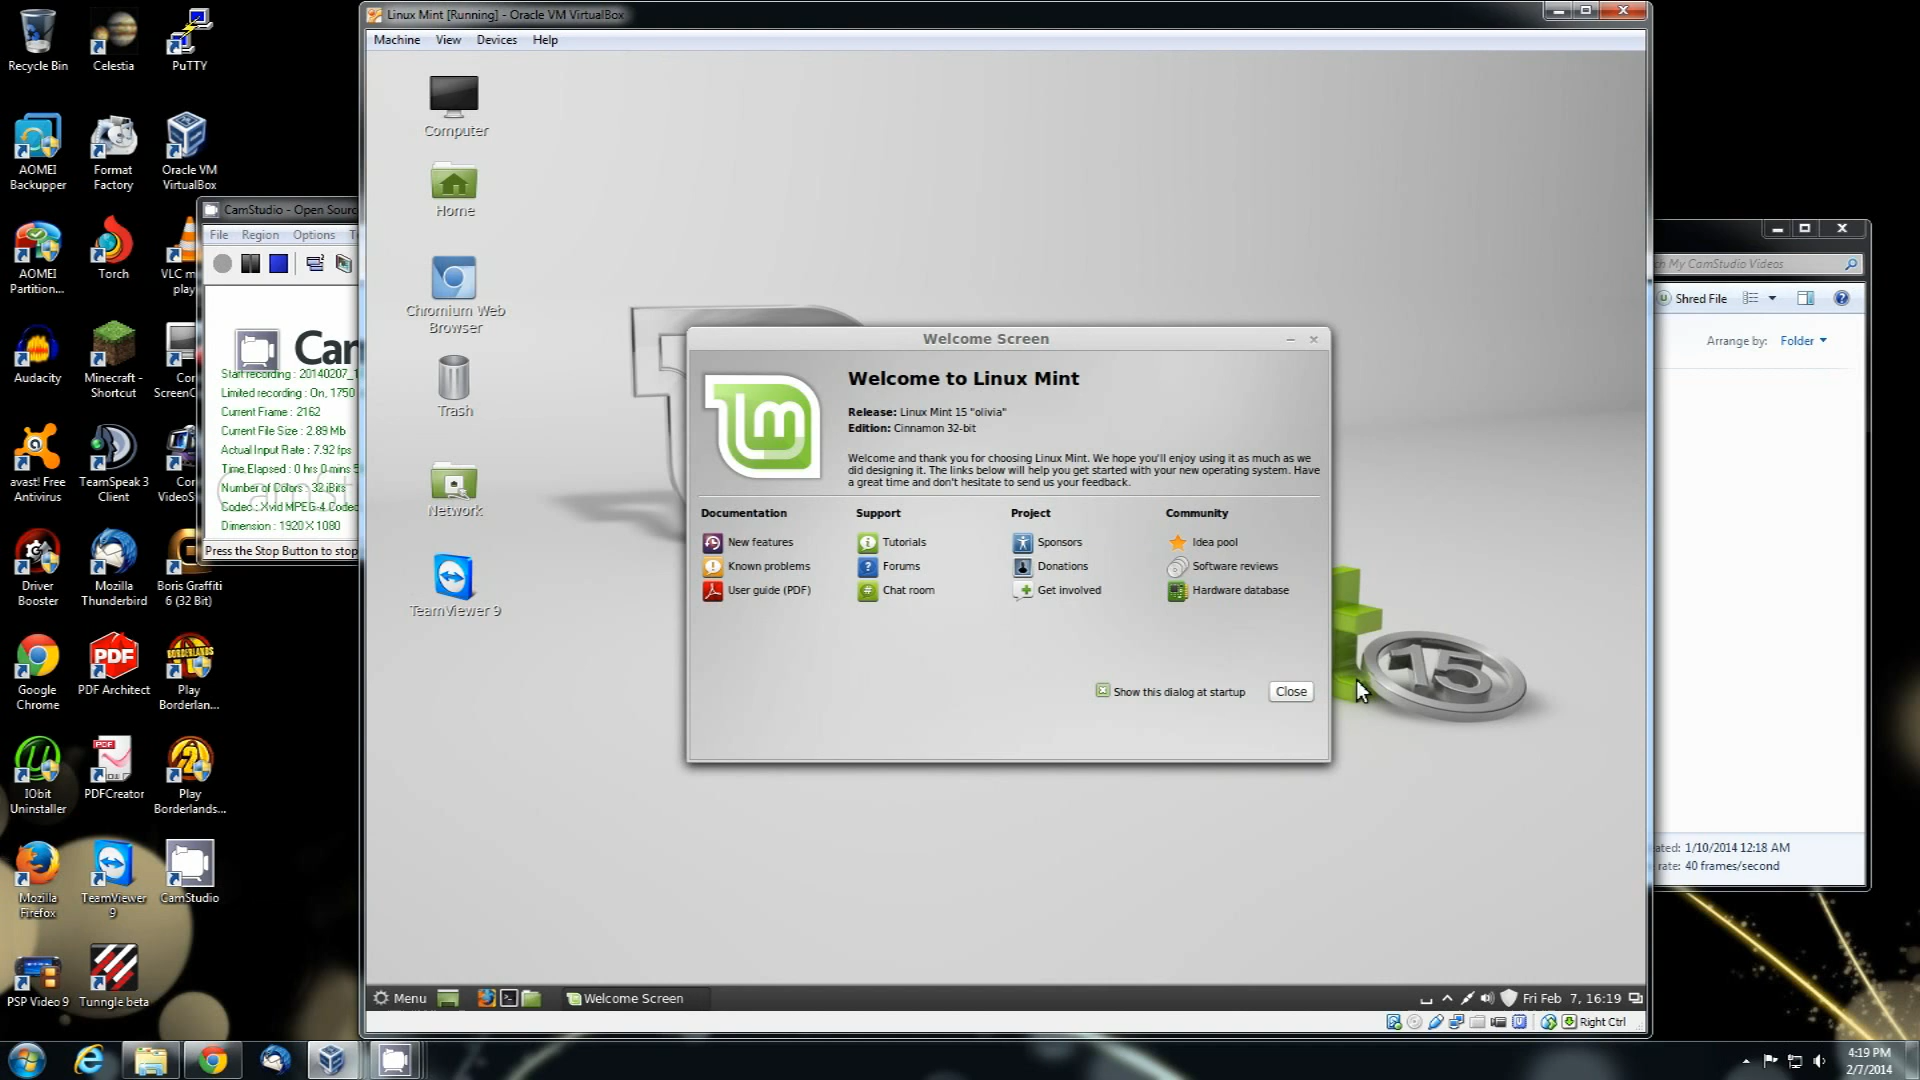 Linux Mint [Running] - Oracle VM VirtualBox
Machine View Devices Help
Recycle Bin
Celestia
PuTTY
AOMEI
Backupper
Format
Factory
Oracle VM
VirtualBox
AOMEI
Partition...
Torch
VLC m
play
Audacity
Minecraft -
Shortcut
Cor
ScreenC
avast! Free
Antivirus
TeamSpeak 3
Client
Cor
VideoS
Driver
Booster
Mozilla
Thunderbird
Boris Graffiti
6 (32 Bit)
Google
Chrome
PDF
PDF Architect
BORDERLANDS
Play
Borderlan...
IObit
Uninstaller
PDF
PDFCreator
Play
Borderlands...
Mozilla
Firefox
TeamViewer
9
CamStudio
PSP Video 9
Tunngle beta
CamStudio - Open Sourc
File Region Options T
Can
Start recording : 20140207_1
Limited recording : On, 1750
Current Frame : 2162
Current File Size : 2.89 Mb
Actual Input Rate : 7.92 fps
Time Elapsed : 0 hrs 0 mins 5
Number of Colors : 32 Bits
Codec : Xvid MPEG-4 Codec
Dimension : 1920 X 1080
Press the Stop Button to stop
Computer
Home
Chromium Web
Browser
Trash
Network
TeamViewer 9
Welcome Screen
Welcome to Linux Mint
Release: Linux Mint 15 "olivia"
Edition: Cinnamon 32-bit
Welcome and thank you for choosing Linux Mint. We hope you'll enjoy using it as much as we
did designing it. The links below will help you get started with your new operating system. Have
a great time and don't hesitate to send us your feedback.
Documentation Support Project Community
New features Tutorials Sponsors Idea pool
Known problems Forums Donations Software reviews
User guide (PDF) Chat room Get involved Hardware database
Show this dialog at startup Close
15
ch My CamStudio Videos
Shred File
Arrange by: Folder
ated: 1/10/2014 12:18 AM
rate: 40 frames/second
Menu Welcome Screen Fri Feb 7, 16:19
Right Ctrl
4:19 PM
2/7/2014